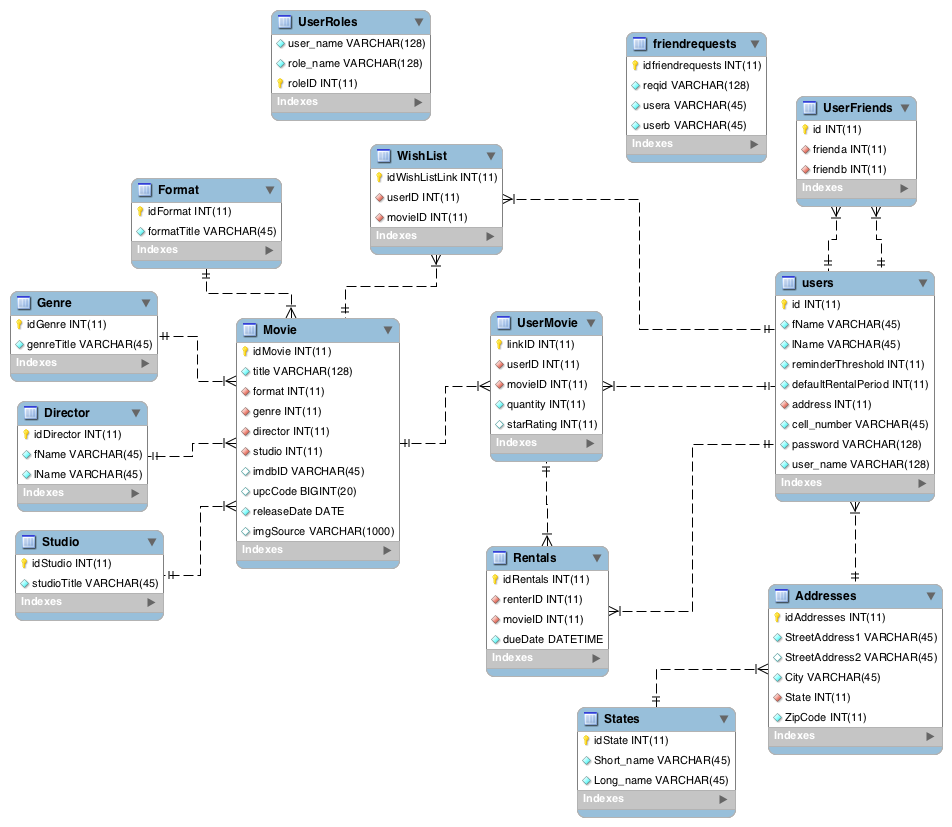 UserRoles
user_name VARCHAR(128)
role_name VARCHAR(128)
roleID INT(11)
Indexes
friendrequests
idfriendrequests INT(11)
reqid VARCHAR(128)
usera VARCHAR(45)
userb VARCHAR(45)
Indexes
UserFriends
id INT(11)
frienda INT(11)
friendb INT(11)
Indexes
WishList
idWishListLink INT(11)
userID INT(11)
movieID INT(11)
Indexes
Format
idFormat INT(11)
formatTitle VARCHAR(45)
Indexes
Genre
idGenre INT(11)
genreTitle VARCHAR(45)
Indexes
Movie
idMovie INT(11)
title VARCHAR(128)
format INT(11)
genre INT(11)
director INT(11)
studio INT(11)
imdbID VARCHAR(45)
upcCode BIGINT(20)
releaseDate DATE
imgSource VARCHAR(1000)
Indexes
UserMovie
linkID INT(11)
userID INT(11)
movieID INT(11)
quantity INT(11)
starRating INT(11)
Indexes
users
id INT(11)
fName VARCHAR(45)
lName VARCHAR(45)
reminderThreshold INT(11)
defaultRentalPeriod INT(11)
address INT(11)
cell_number VARCHAR(45)
password VARCHAR(128)
user_name VARCHAR(128)
Indexes
Director
idDirector INT(11)
fName VARCHAR(45)
lName VARCHAR(45)
Indexes
Studio
idStudio INT(11)
studioTitle VARCHAR(45)
Indexes
Rentals
idRentals INT(11)
renterID INT(11)
movieID INT(11)
dueDate DATETIME
Indexes
Addresses
idAddresses INT(11)
StreetAddress1 VARCHAR(45)
StreetAddress2 VARCHAR(45)
City VARCHAR(45)
State INT(11)
ZipCode INT(11)
Indexes
States
idState INT(11)
Short_name VARCHAR(45)
Long_name VARCHAR(45)
Indexes